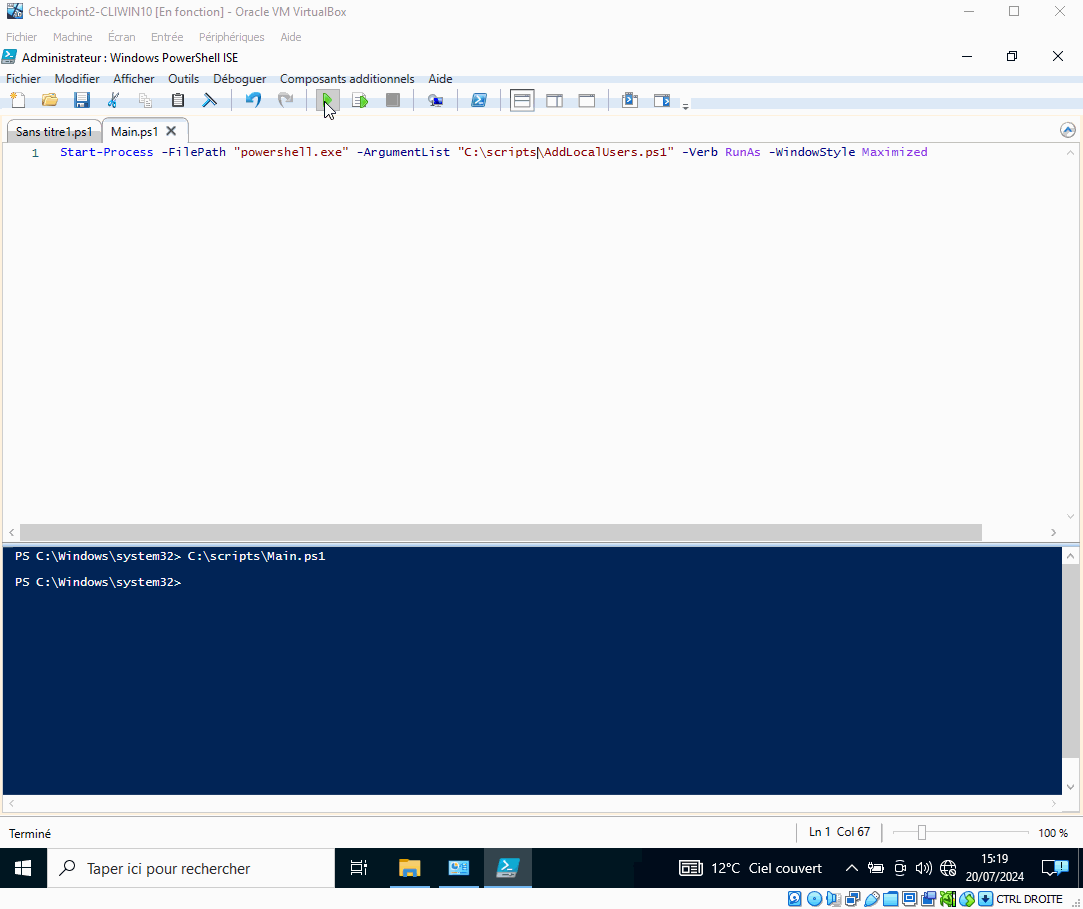 Checkpoint2-CLIWIN10 [En fonction] - Oracle VM VirtualBox
Fichier Machine Écran Entrée Périphériques Aide
Administrateur : Windows PowerShell ISE
Fichier Modifier Afficher Outils Déboguer Composants additionnels Aide
Sans titre1.ps1 Main.ps1
1 Start-Process -FilePath "powershell.exe" -ArgumentList "C:\scripts\AddLocalUsers.ps1" -Verb RunAs -WindowStyle Maximized
PS C:\Windows\system32> C:\scripts\Main.ps1
PS C:\Windows\system32>
Terminé Ln 1 Col 67 100 %
Taper ici pour rechercher 12°C Ciel couvert 15:19
20/07/2024
CTRL DROITE